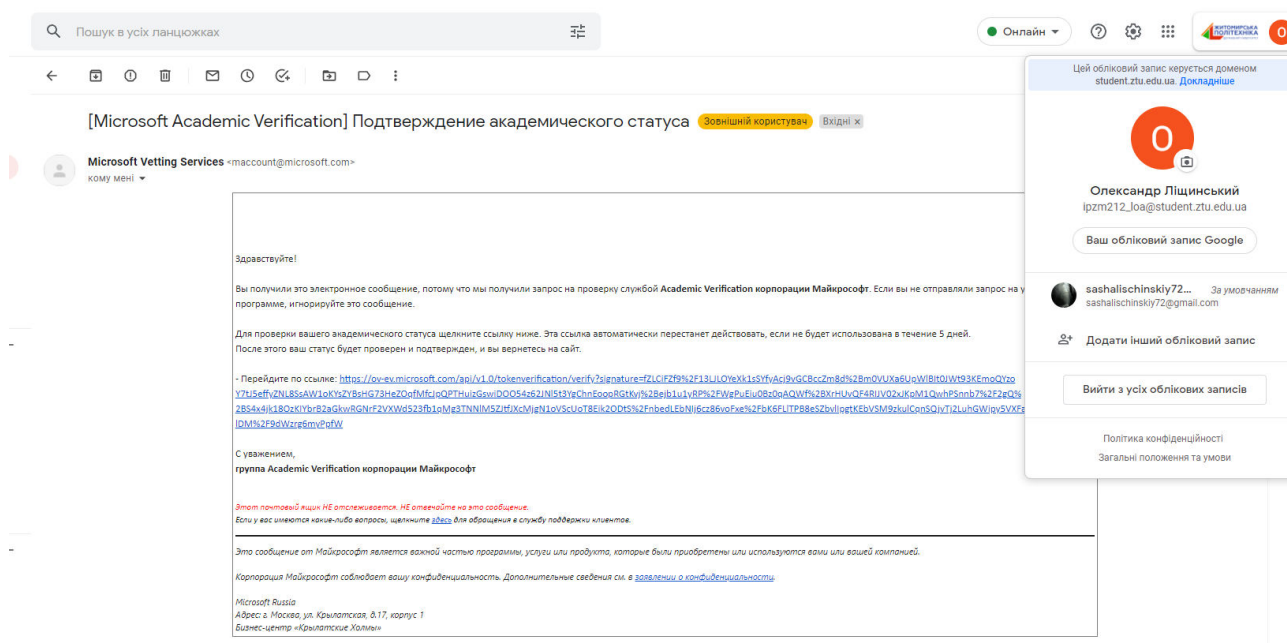 Пошук в усіх ланцюжках
Онлайн
ЖИТОМИРСЬКА
ПОЛІТЕХНІКА
О
[Microsoft Academic Verification] Подтверждение академического статуса Зовнішній користувач Вхідні x
Microsoft Vetting Services <maccount@microsoft.com>
кому мені
Здравствуйте!
Вы получили это электронное сообщение, потому что мы получили запрос на проверку службой Academic Verification корпорации Майкрософт. Если вы не отправляли запрос на у
программе, игнорируйте это сообщение.
Для проверки вашего академического статуса щелкните ссылку ниже. Эта ссылка автоматически перестанет действовать, если не будет использована в течение 5 дней.
После этого ваш статус будет проверен и подтвержден, и вы вернетесь на сайт.
- Перейдите по ссылке: https://ov-ev.microsoft.com/api/v1.0/tokenverification/verify?signature=
С уважением,
группа Academic Verification корпорации Майкрософт
Этот почтовый ящик НЕ отслеживается. НЕ отвечайте на это сообщение.
Если у вас имеются какие-либо вопросы, щелкните здесь для обращения в службу поддержки клиентов.
Это сообщение от Майкрософт является важной частью программы, услуги или продукта, которые были приобретены или используются вами или вашей компанией.
Корпорация Майкрософт соблюдает вашу конфиденциальность. Дополнительные сведения см. в заявлении о конфиденциальности.
Microsoft Russia
Адрес: г. Москва, ул. Крылатская, д.17, корпус 1
Бизнес-центр «Крылатские Холмы»
Цей обліковий запис керується доменом
student.ztu.edu.ua. Докладніше
О
Олександр Ліщинський
ipzm212_loa@student.ztu.edu.ua
Ваш обліковий запис Google
sashalischinskiy72... За умовчанням
sashalischinskiy72@gmail.com
Додати інший обліковий запис
Вийти з усіх облікових записів
Політика конфіденційності
Загальні положення та умови